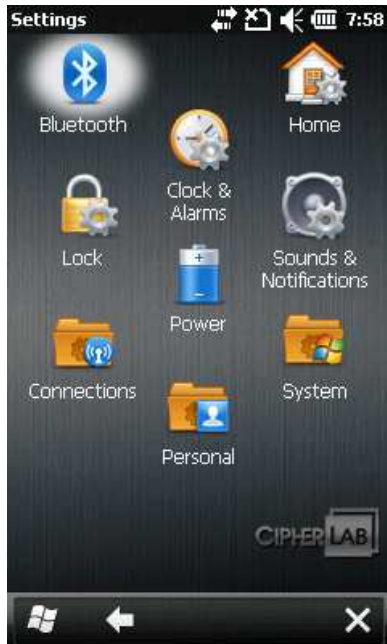 Settings 7:58
Bluetooth
Home
Clock &
Alarms
Lock
Sounds &
Notifications
Power
Connections
System
Personal
CIPHERLAB